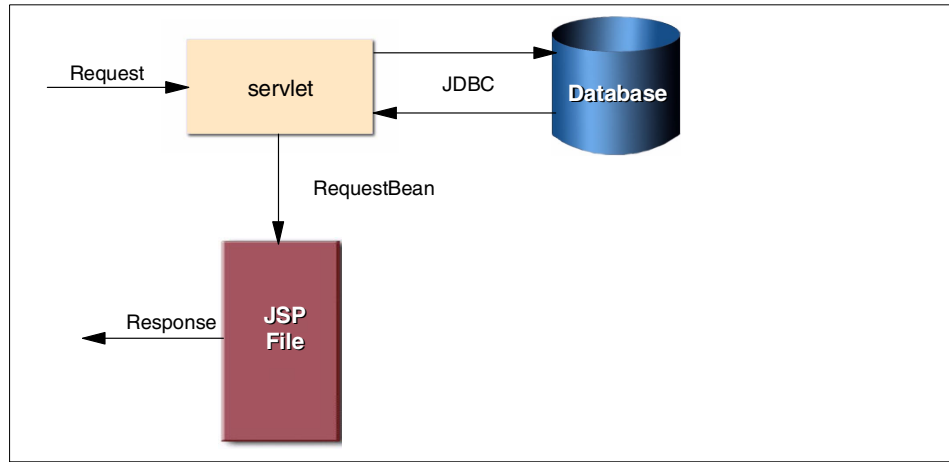 Request
servlet
JDBC
Database
RequestBean
Response
JSP
File